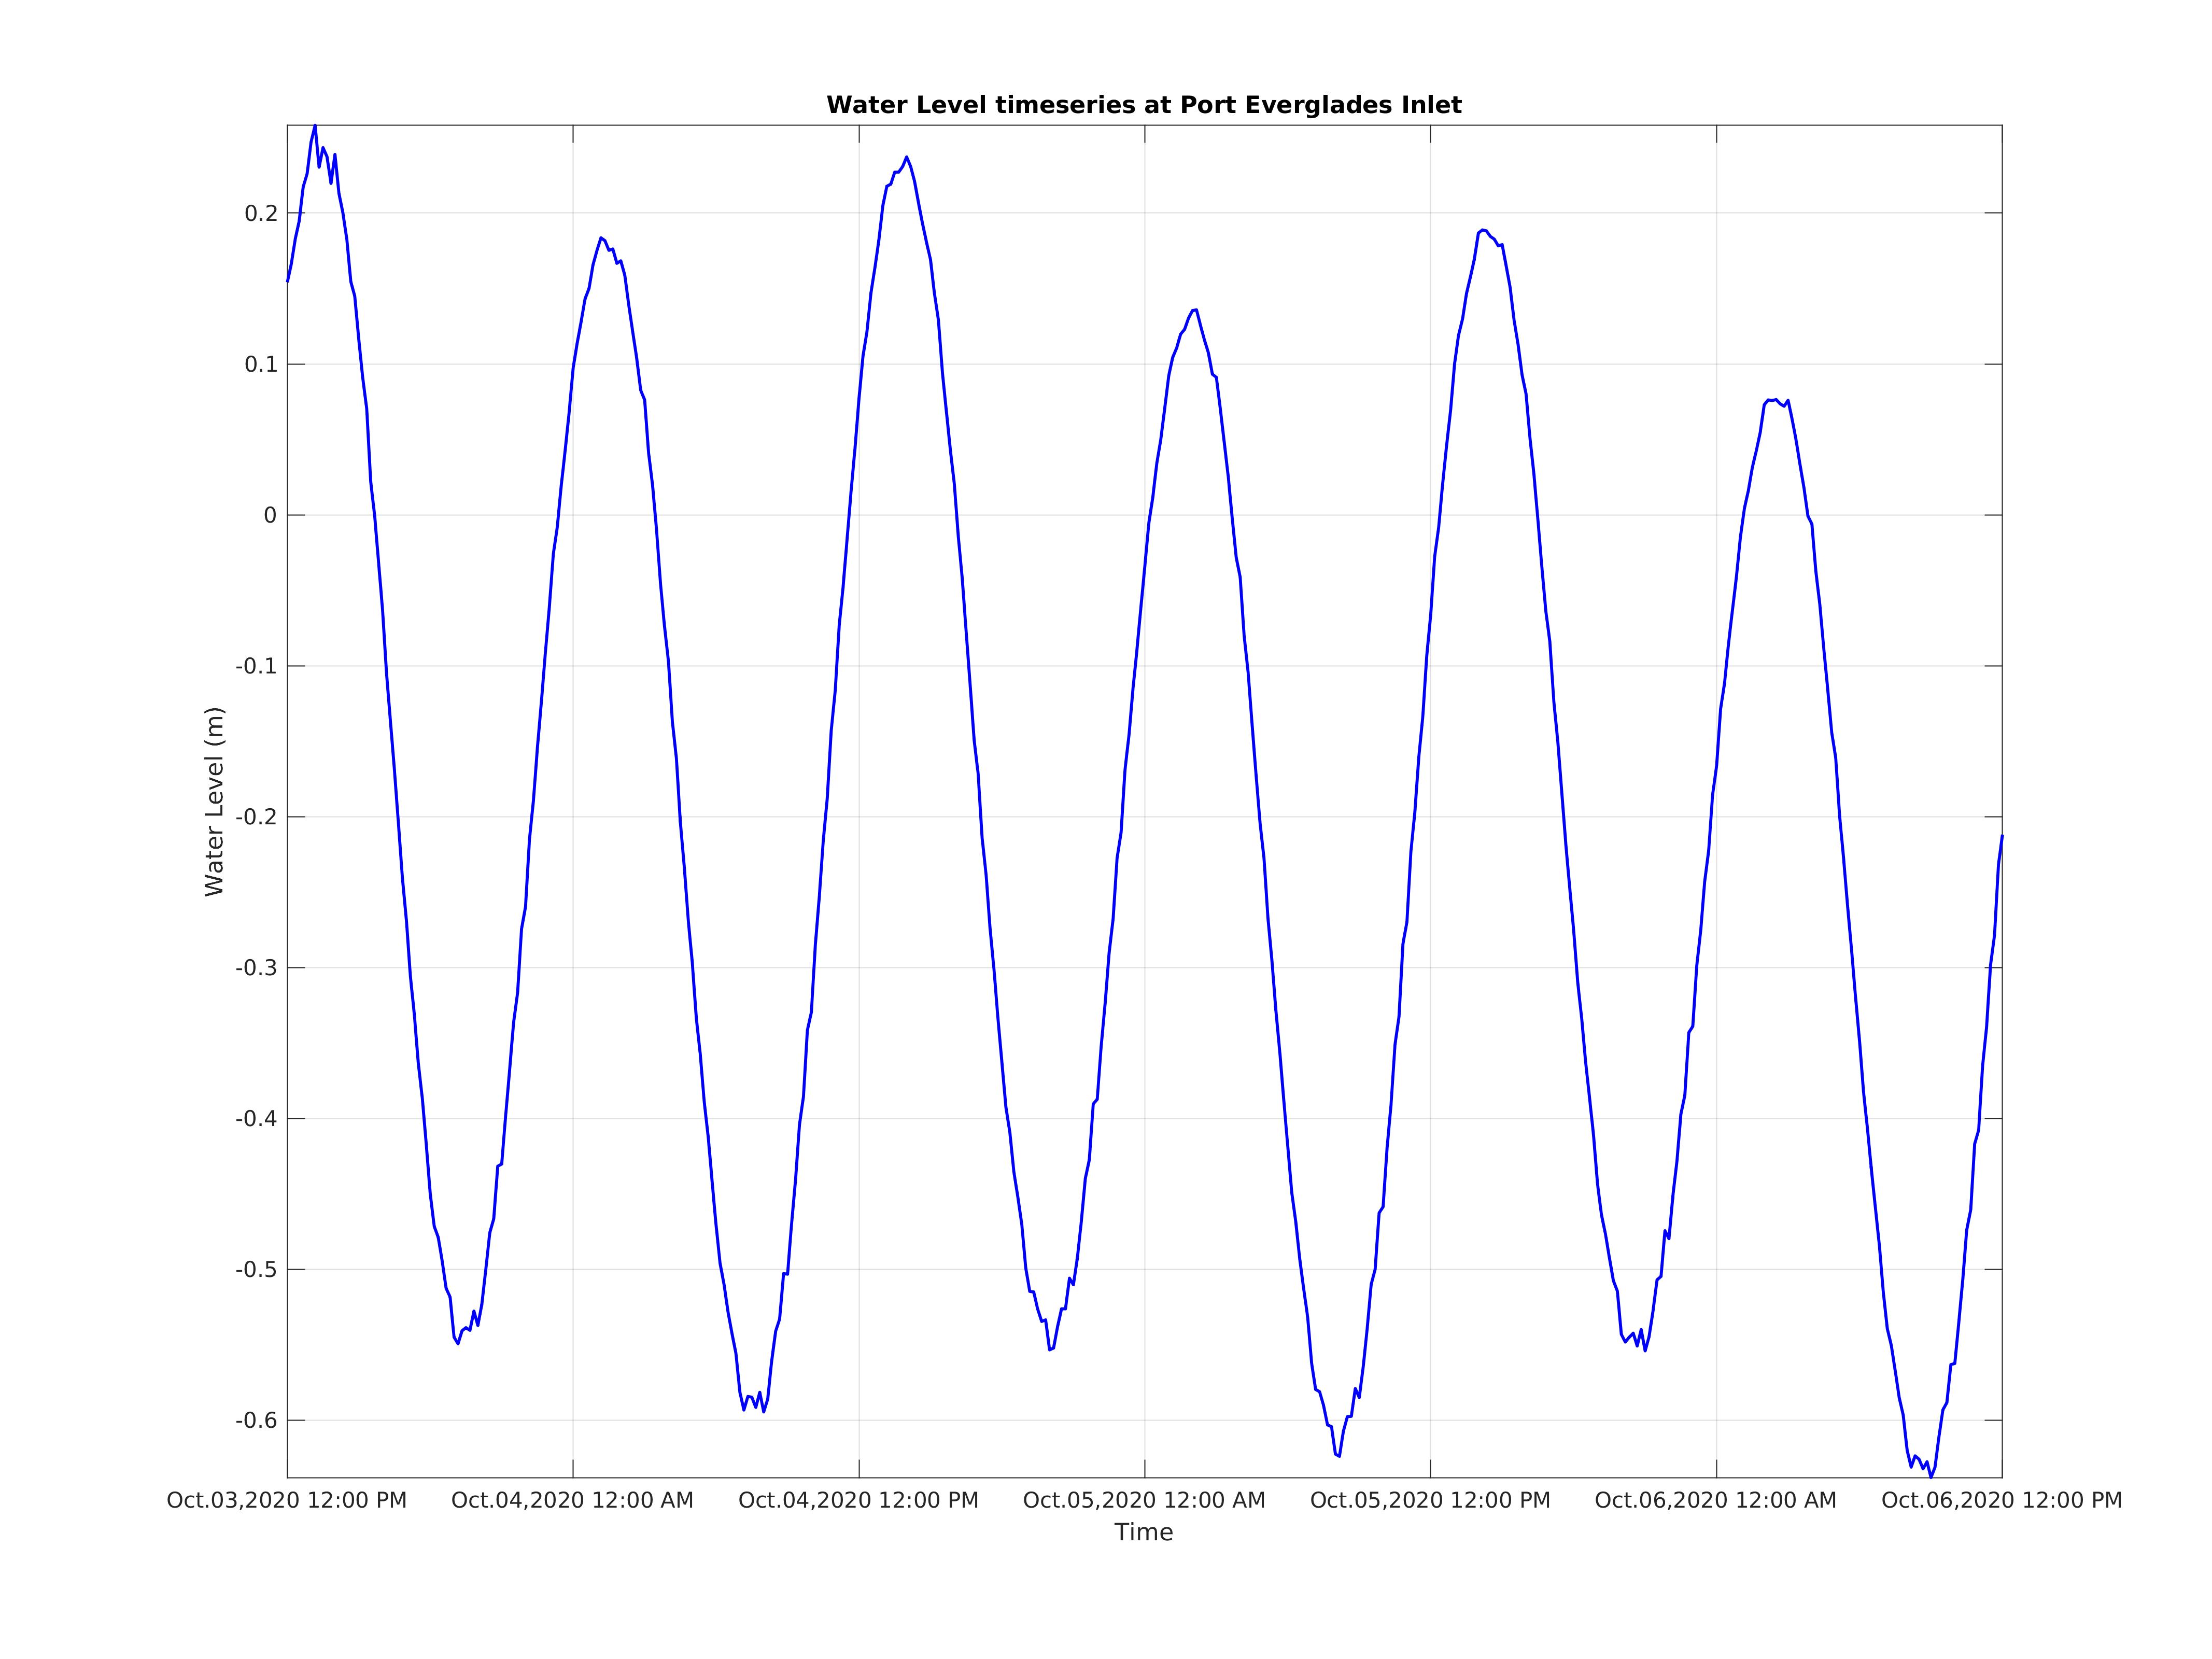 Water Level timeseries at Port Everglades Inlet
0.2
0.1
0
-0.1
-0.2
-0.3
-0.4
-0.5
-0.6
Water Level (m)
Oct.03,2020 12:00 PM Oct.04,2020 12:00 AM Oct.04,2020 12:00 PM Oct.05,2020 12:00 AM Oct.05,2020 12:00 PM Oct.06,2020 12:00 AM Oct.06,2020 12:00 PM
Time